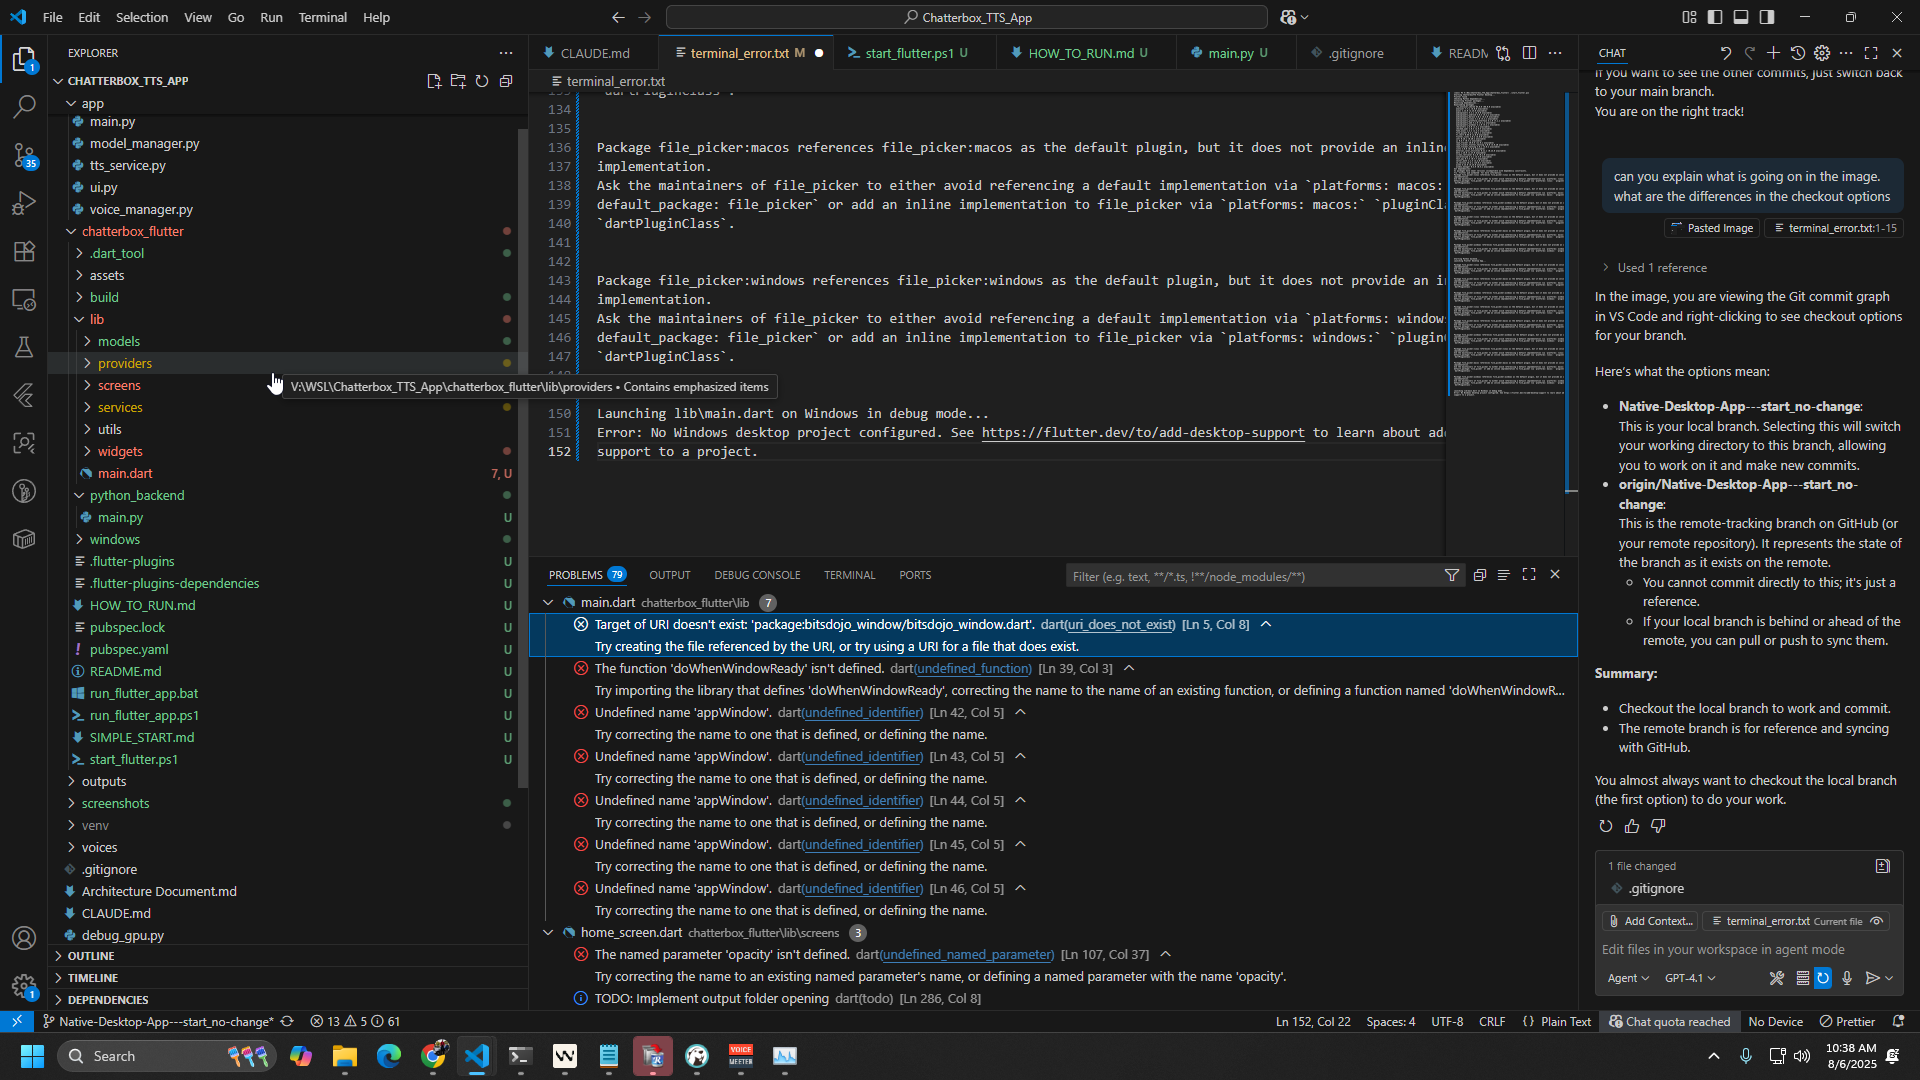 File Edit Selection View Go Run Terminal Help
Chatterbox_TTS_App
EXPLORER
CHATTERBOX_TTS_APP
app
main.py
model_manager.py
tts_service.py
ui.py
voice_manager.py
chatterbox_flutter
.dart_tool
assets
build
lib
models
providers
screens
services
utils
widgets
main.dart 7, U
python_backend
main.py U
windows
.flutter-plugins U
.flutter-plugins-dependencies U
HOW_TO_RUN.md U
pubspec.lock U
pubspec.yaml U
README.md U
run_flutter_app.bat U
run_flutter_app.ps1 U
SIMPLE_START.md U
start_flutter.ps1 U
outputs
screenshots
venv
voices
.gitignore
Architecture Document.md
CLAUDE.md
debug_gpu.py
OUTLINE
TIMELINE
DEPENDENCIES
1
35
1
V:\WSL\Chatterbox_TTS_App\chatterbox_flutter\lib\providers • Contains emphasized items
CLAUDE.md terminal_error.txt M start_flutter.ps1 U HOW_TO_RUN.md U main.py U .gitignore READM
terminal_error.txt
134
135
136 Package file_picker:macos references file_picker:macos as the default plugin, but it does not provide an inlin
137 implementation.
138 Ask the maintainers of file_picker to either avoid referencing a default implementation via `platforms: macos:
139 default_package: file_picker` or add an inline implementation to file_picker via `platforms: macos:` `pluginCl
140 `dartPluginClass`.
141
142
143 Package file_picker:windows references file_picker:windows as the default plugin, but it does not provide an i
144 implementation.
145 Ask the maintainers of file_picker to either avoid referencing a default implementation via `platforms: window
146 default_package: file_picker` or add an inline implementation to file_picker via `platforms: windows:` `plugin
147 `dartPluginClass`.
150 Launching lib\main.dart on Windows in debug mode...
151 Error: No Windows desktop project configured. See https://flutter.dev/to/add-desktop-support to learn about ad
152 support to a project.
PROBLEMS 79 OUTPUT DEBUG CONSOLE TERMINAL PORTS
Filter (e.g. text, **/*.ts, !**/node_modules/**)
main.dart chatterbox_flutter\lib 7
Target of URI doesn't exist: 'package:bitsdojo_window/bitsdojo_window.dart'. dart(uri_does_not_exist) [Ln 5, Col 8]
Try creating the file referenced by the URI, or try using a URI for a file that does exist.
The function 'doWhenWindowReady' isn't defined. dart(undefined_function) [Ln 39, Col 3]
Try importing the library that defines 'doWhenWindowReady', correcting the name to the name of an existing function, or defining a function named 'doWhenWindowR...
Undefined name 'appWindow'. dart(undefined_identifier) [Ln 42, Col 5]
Try correcting the name to one that is defined, or defining the name.
Undefined name 'appWindow'. dart(undefined_identifier) [Ln 43, Col 5]
Try correcting the name to one that is defined, or defining the name.
Undefined name 'appWindow'. dart(undefined_identifier) [Ln 44, Col 5]
Try correcting the name to one that is defined, or defining the name.
Undefined name 'appWindow'. dart(undefined_identifier) [Ln 45, Col 5]
Try correcting the name to one that is defined, or defining the name.
Undefined name 'appWindow'. dart(undefined_identifier) [Ln 46, Col 5]
Try correcting the name to one that is defined, or defining the name.
home_screen.dart chatterbox_flutter\lib\screens 3
The named parameter 'opacity' isn't defined. dart(undefined_named_parameter) [Ln 107, Col 37]
Try correcting the name to an existing named parameter's name, or defining a named parameter with the name 'opacity'.
TODO: Implement output folder opening dart(todo) [Ln 286, Col 8]
CHAT
If you want to see the other commits, just switch back
to your main branch.
You are on the right track!
can you explain what is going on in the image.
what are the differences in the checkout options
Pasted Image terminal_error.txt:1-15
Used 1 reference
In the image, you are viewing the Git commit graph
in VS Code and right-clicking to see checkout options
for your branch.
Here's what the options mean:
• Native-Desktop-App---start_no-change:
This is your local branch. Selecting this will switch
your working directory to this branch, allowing
you to work on it and make new commits.
• origin/Native-Desktop-App---start_no-
change:
This is the remote-tracking branch on GitHub (or
your remote repository). It represents the state of
the branch as it exists on the remote.
You cannot commit directly to this; it's just a
reference.
If your local branch is behind or ahead of the
remote, you can pull or push to sync them.
Summary:
• Checkout the local branch to work and commit.
• The remote branch is for reference and syncing
with GitHub.
You almost always want to checkout the local branch
(the first option) to do your work.
1 file changed
.gitignore
Add Context... terminal_error.txt Current file
Edit files in your workspace in agent mode
Agent GPT-4.1
Native-Desktop-App---start_no-change* 13 5 61
Ln 152, Col 22 Spaces: 4 UTF-8 CRLF {} Plain Text Chat quota reached No Device Prettier
Search
VOICE
MEETER
10:38 AM
8/6/2025